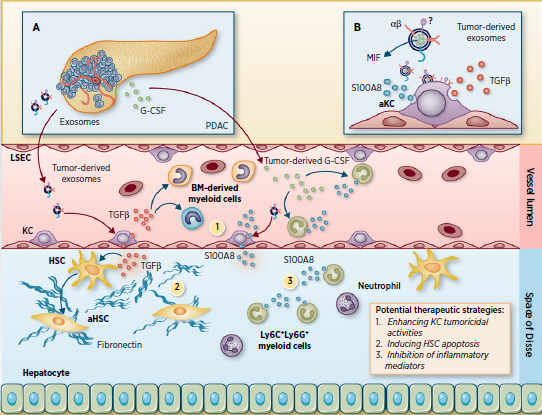 A
Exosomes
G-CSF
PDAC
B
αβ
?
MIF
Tumor-derived
exosomes
S100A8
TGFβ
aKC
LSEC
Tumor-derived
exosomes
BM-derived
myeloid cells
Tumor-derived G-CSF
TGFβ
1
KC
S100A8
Vessel lumen
HSC
TGFβ
2
aHSC
Fibronectin
S100A8
3
Neutrophil
Ly6C⁺Ly6G⁺
myeloid cells
Potential therapeutic strategies:
1. Enhancing KC tumoricidal
activities
2. Inducing HSC apoptosis
3. Inhibition of inflammatory
mediators
Space of Disse
Hepatocyte